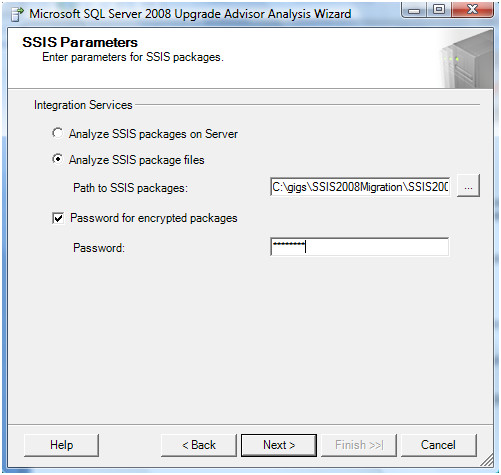 Microsoft SQL Server 2008 Upgrade Advisor Analysis Wizard
SSIS Parameters
Enter parameters for SSIS packages.
Integration Services
Analyze SSIS packages on Server
Analyze SSIS package files
Path to SSIS packages: C:\gigs\SSIS2008Migration\SSIS200 ...
Password for encrypted packages
Password: ********
Help < Back Next > Finish >>| Cancel